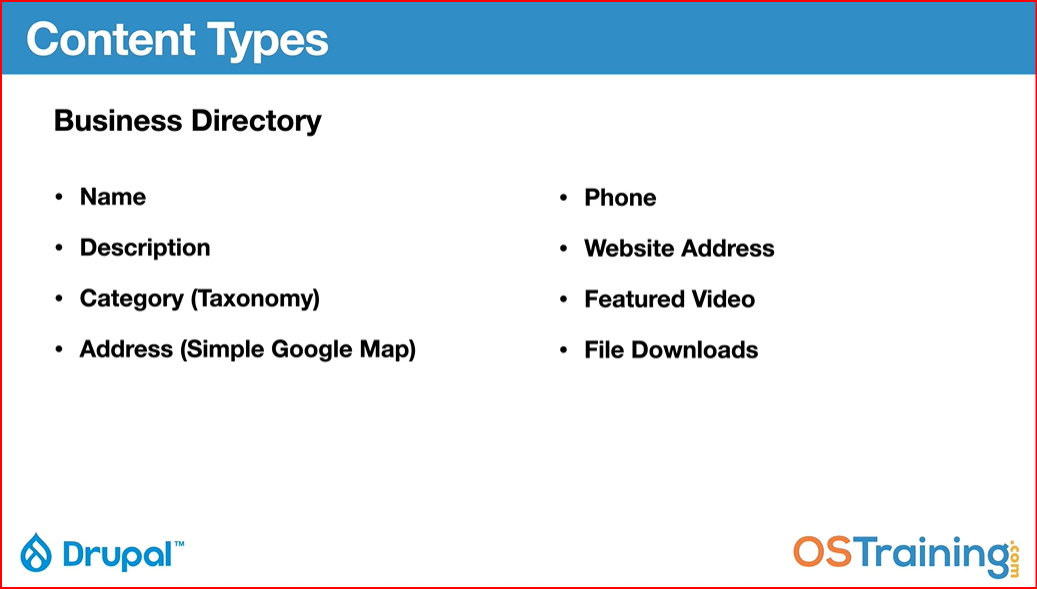 Content Types
Business Directory
• Name
• Description
• Category (Taxonomy)
• Address (Simple Google Map)
• Phone
• Website Address
• Featured Video
• File Downloads
Drupal™
OSTraining.com